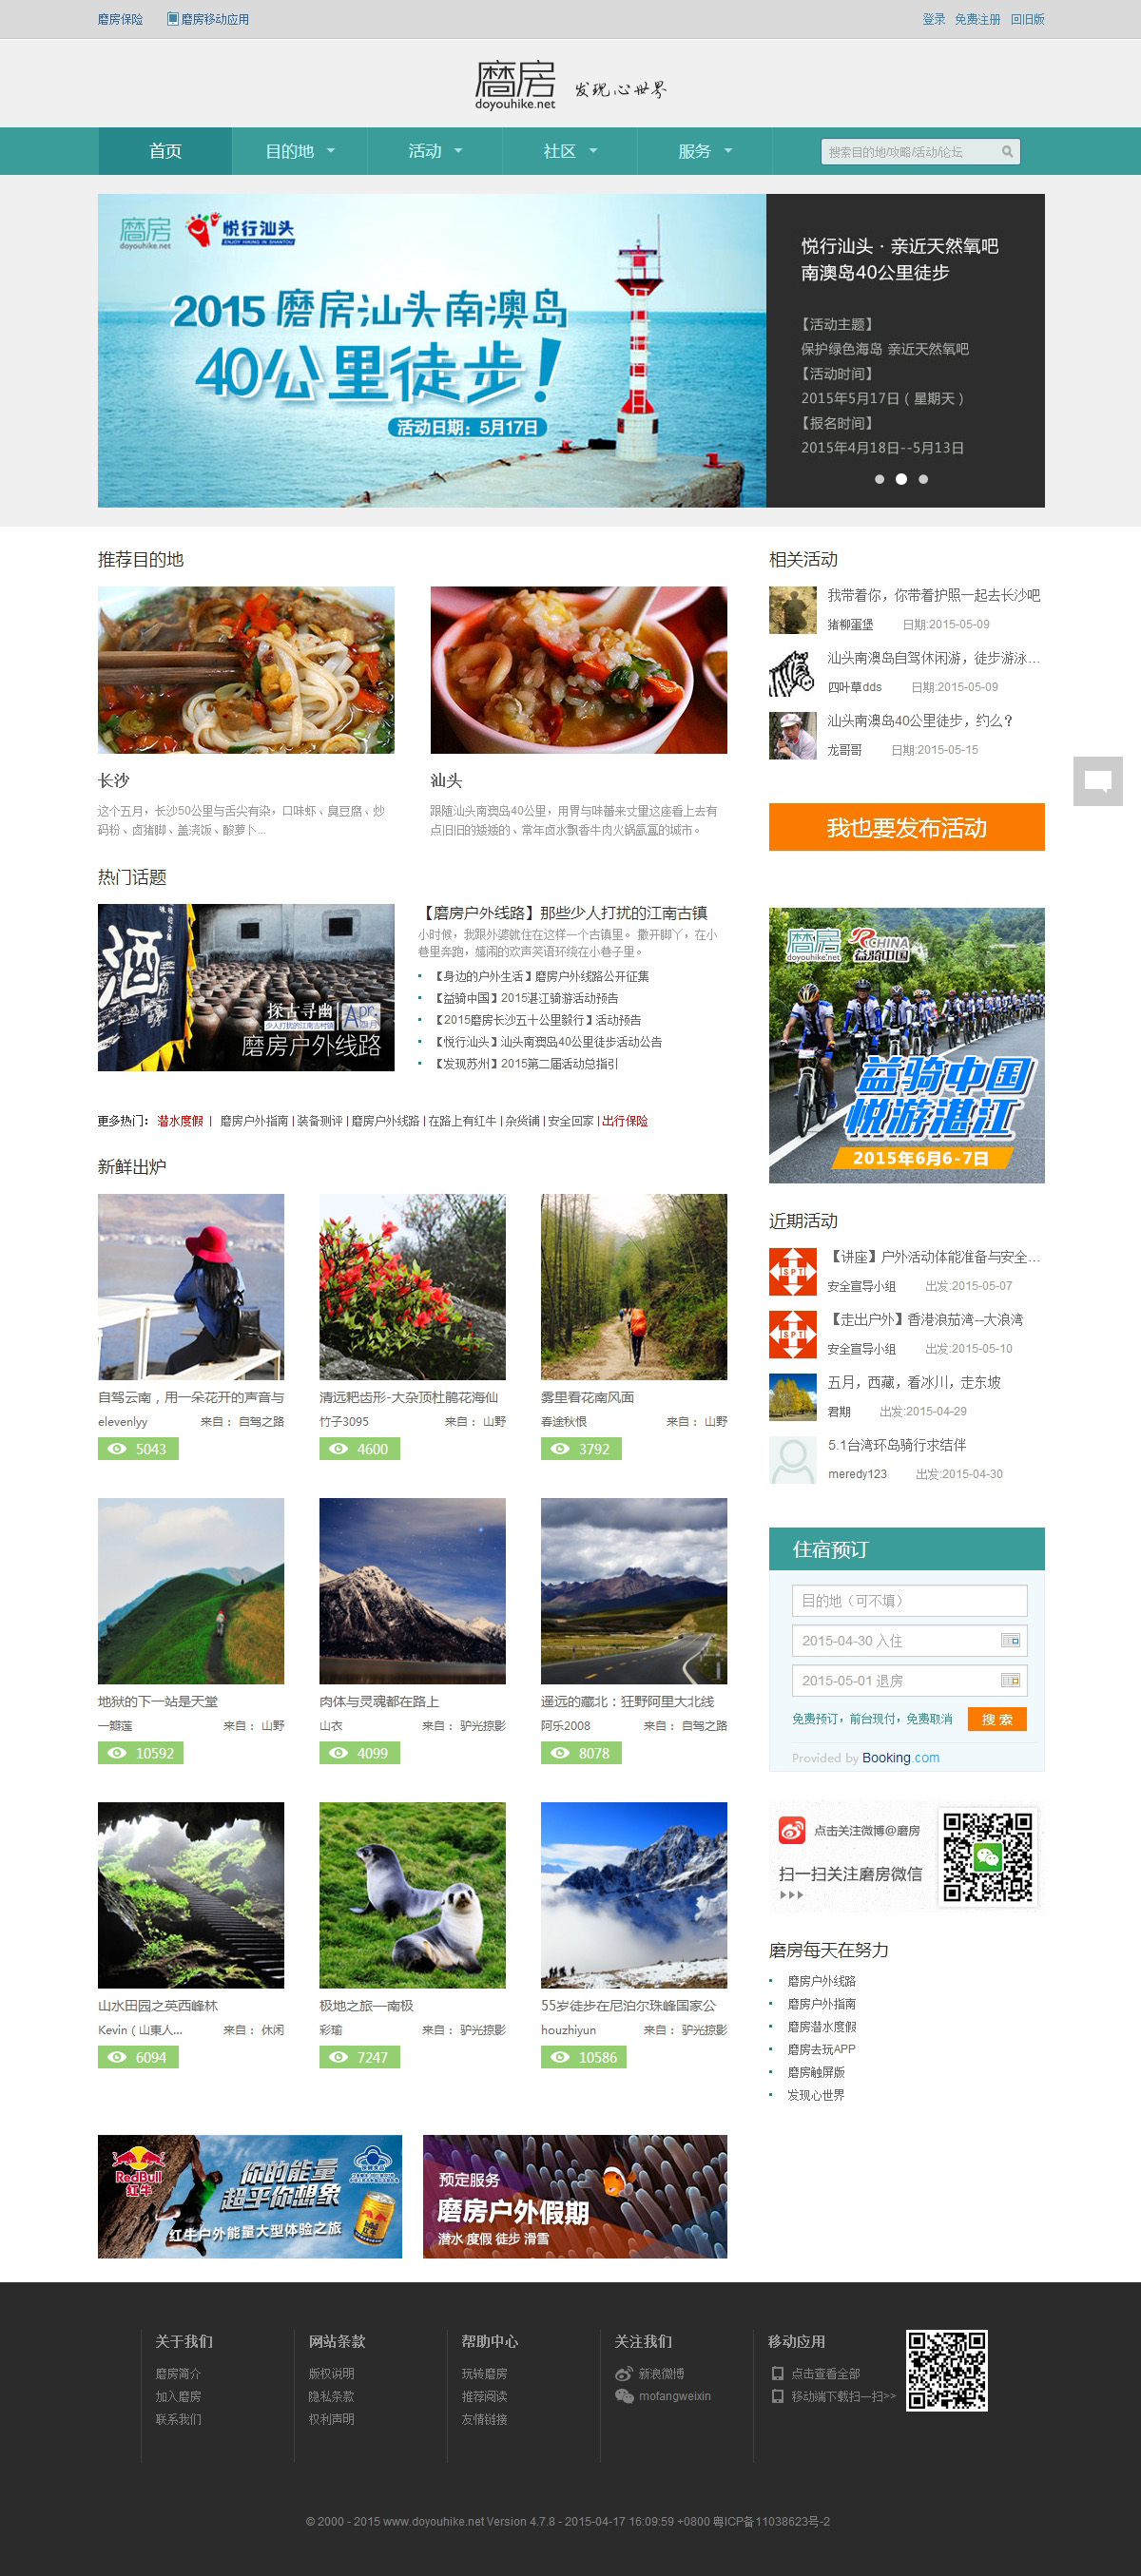 磨房保险 磨房移动应用 登录 免费注册 回旧版
磨房 发现心世界
doyouhike.net
首页 目的地 活动 社区 服务 搜索目的地/攻略/活动/论坛
磨房 悦行汕头
doyouhike.net ENJOY HIKING IN SHANTOU
2015 磨房汕头南澳岛
40公里徒步!
活动日期：5月17日
悦行汕头 · 亲近天然氧吧
南澳岛40公里徒步
【活动主题】
保护绿色海岛 亲近天然氧吧
【活动时间】
2015年5月17日（星期天）
【报名时间】
2015年4月18日--5月13日
推荐目的地
长沙
这个五月，长沙50公里与舌尖有染，口味虾、臭豆腐、炒
码粉、卤猪脚、盖浇饭、酸萝卜...
汕头
跟随汕头南澳岛40公里，用胃与味蕾来丈里这座看上去有
点旧旧的矮矮的、常年卤水飘香牛肉火锅氤氲的城市。
热门话题
酒
探古寻幽 Apr.
少人打扰的江南古村镇 四月
磨房户外线路
【磨房户外线路】那些少人打扰的江南古镇
小时候，我跟外婆就住在这样一个古镇里。 撒开脚丫，在小
巷里奔跑，嬉闹的欢声笑语环绕在小巷子里。
【身边的户外生活】磨房户外线路公开征集
【益骑中国】2015湛江骑游活动预告
【2015磨房长沙五十公里毅行】活动预告
【悦行汕头】汕头南澳岛40公里徒步活动公告
【发现苏州】2015第二届活动总指引
更多热门： 潜水度假 | 磨房户外指南 | 装备测评 | 磨房户外线路 | 在路上有红牛 | 杂货铺 | 安全回家 | 出行保险
新鲜出炉
自驾云南，用一朵花开的声音与
elevenlyy 来自： 自驾之路
5043
清远耙齿形-大杂顶杜鹃花海仙
竹子3095 来自： 山野
4600
雾里看花南风面
春途秋恨 来自： 山野
3792
地狱的下一站是天堂
一瓣莲 来自： 山野
10592
肉体与灵魂都在路上
山衣 来自： 驴光掠影
4099
遥远的藏北：狂野阿里大北线
阿乐2008 来自： 自驾之路
8078
山水田园之英西峰林
Kevin（山東人... 来自： 休闲
6094
极地之旅—南极
彩瑜 来自： 驴光掠影
7247
55岁徒步在尼泊尔珠峰国家公
houzhiyun 来自： 驴光掠影
10586
RedBull
红牛
你的能量
超乎你想象
红牛户外能量大型体验之旅
预定服务
磨房户外假期
潜水 度假 徒步 滑雪
相关活动
我带着你，你带着护照一起去长沙吧
猪柳蛋堡 日期:2015-05-09
汕头南澳岛自驾休闲游，徒步游泳...
四叶草dds 日期:2015-05-09
汕头南澳岛40公里徒步，约么？
龙哥哥 日期:2015-05-15
我也要发布活动
磨房 CHINA
doyouhike.net 益骑中国
益骑中国
悦游湛江
2015年6月6-7日
近期活动
SPT
【讲座】户外活动体能准备与安全...
安全宣导小组 出发:2015-05-07
SPT
【走出户外】香港浪茄湾--大浪湾
安全宣导小组 出发:2015-05-10
五月，西藏，看冰川，走东坡
君期 出发:2015-04-29
5.1台湾环岛骑行求结伴
meredy123 出发:2015-04-30
住宿预订
目的地（可不填）
2015-04-30 入住
2015-05-01 退房
免费预订，前台现付，免费取消 搜 索
Provided by Booking.com
点击关注微博@磨房
扫一扫关注磨房微信
磨房每天在努力
磨房户外线路
磨房户外指南
磨房潜水度假
磨房去玩APP
磨房触屏版
发现心世界
关于我们
磨房简介
加入磨房
联系我们
网站条款
版权说明
隐私条款
权利声明
帮助中心
玩转磨房
推荐阅读
友情链接
关注我们
新浪微博
mofangweixin
移动应用
点击查看全部
移动端下载扫一扫>>
© 2000 - 2015 www.doyouhike.net Version 4.7.8 - 2015-04-17 16:09:59 +0800 粤ICP备11038623号-2